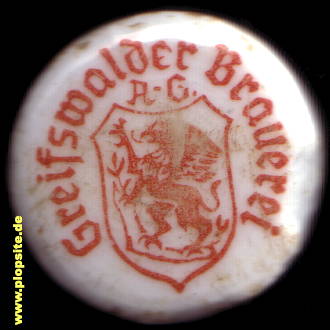 Greifswalder Brauerei
A.-G.
www.plopsite.de